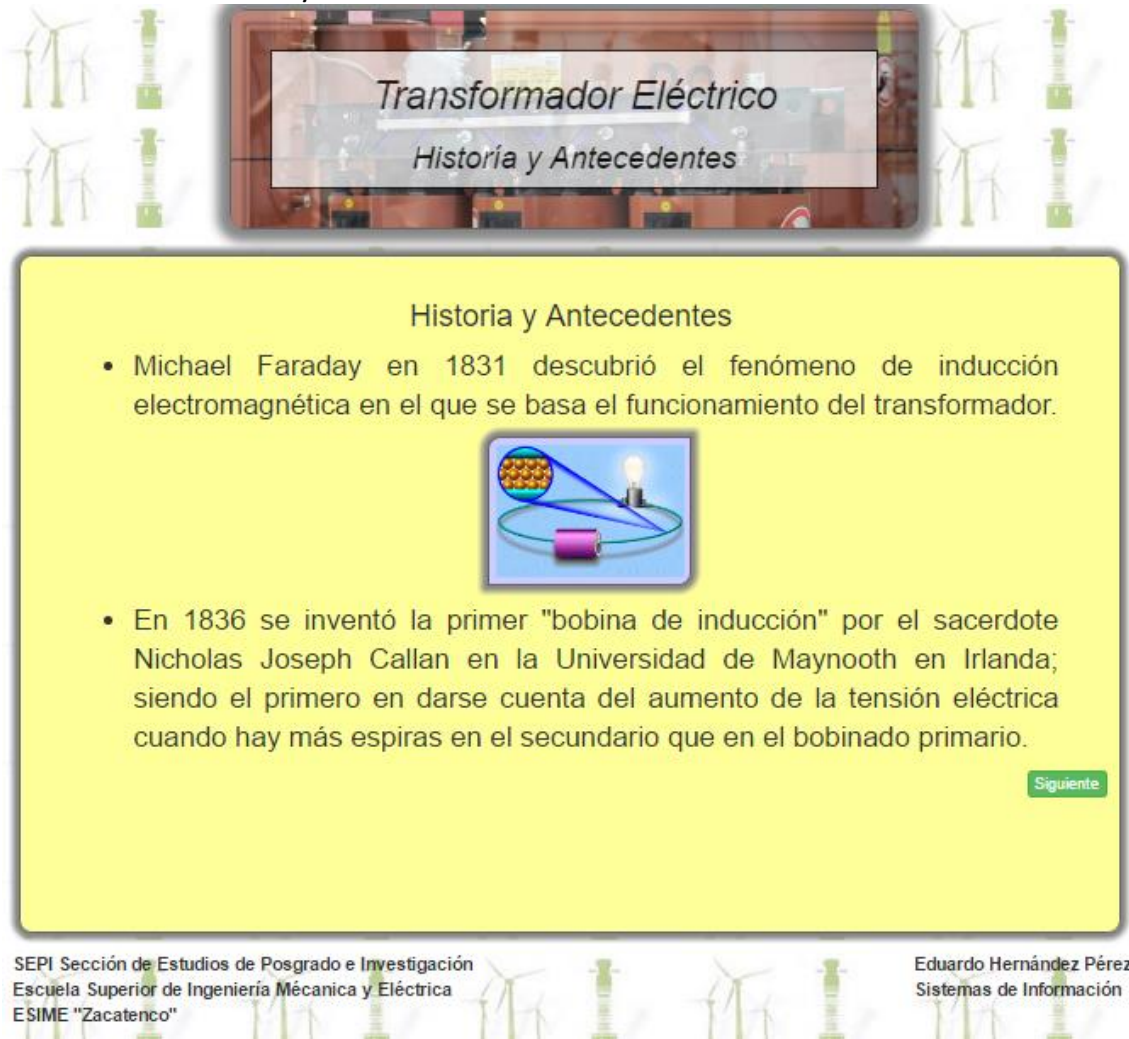 Transformador Eléctrico
Historía y Antecedentes
Historia y Antecedentes
• Michael Faraday en 1831 descubrió el fenómeno de inducción
electromagnética en el que se basa el funcionamiento del transformador.
• En 1836 se inventó la primer "bobina de inducción" por el sacerdote
Nicholas Joseph Callan en la Universidad de Maynooth en Irlanda;
siendo el primero en darse cuenta del aumento de la tensión eléctrica
cuando hay más espiras en el secundario que en el bobinado primario.
Siguiente
SEPI Sección de Estudios de Posgrado e Investigación
Escuela Superior de Ingeniería Mécanica y Eléctrica
ESIME "Zacatenco"
Eduardo Hernández Pérez
Sistemas de Información